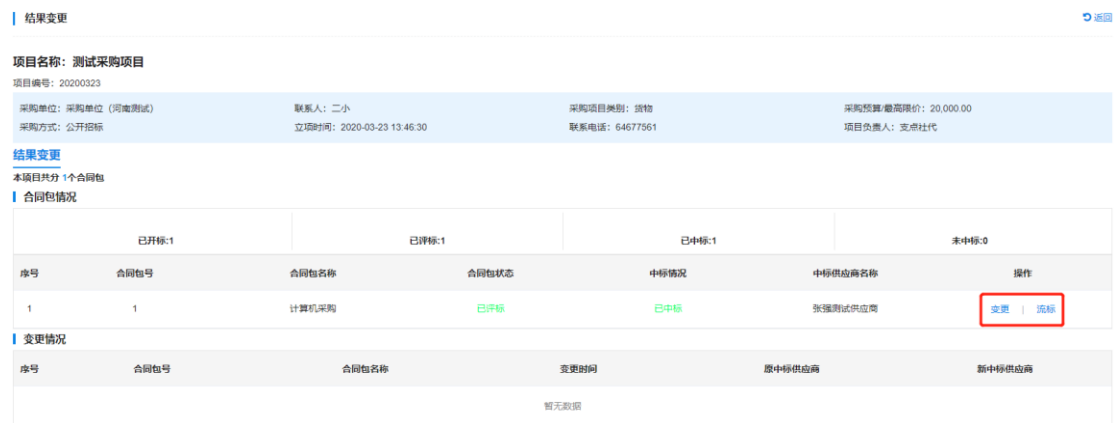 结果变更 返回
项目名称：测试采购项目
项目编号：20200323
采购单位：采购单位（河南测试） 联系人：二小 采购项目类别：货物 采购预算/最高限价：20,000.00
采购方式：公开招标 立项时间：2020-03-23 13:46:30 联系电话：64677561 项目负责人：支点社代
结果变更
本项目共分 1个合同包
合同包情况
已开标:1 已评标:1 已中标:1 未中标:0
序号 合同包号 合同包名称 合同包状态 中标情况 中标供应商名称 操作
1 1 计算机采购 已评标 已中标 张强测试供应商 变更 | 流标
变更情况
序号 合同包号 合同包名称 变更时间 原中标供应商 新中标供应商
暂无数据